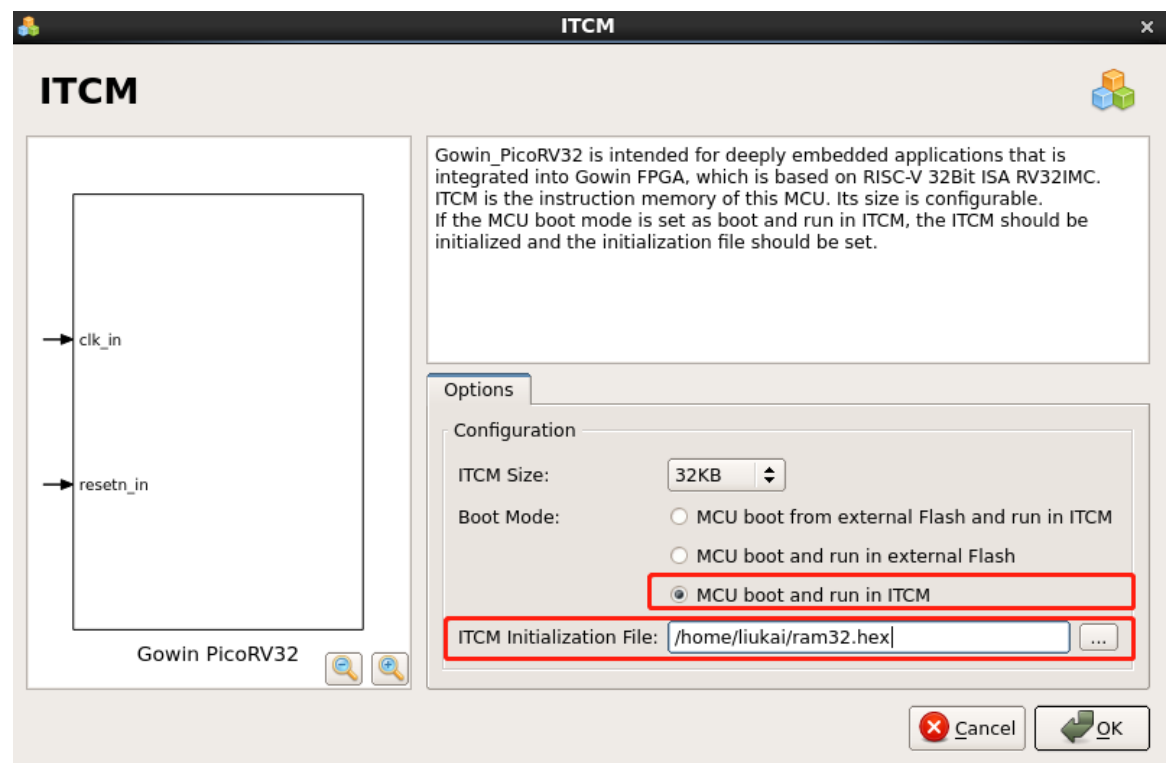 ITCM
ITCM
clk_in
resetn_in
Gowin PicoRV32
Gowin_PicoRV32 is intended for deeply embedded applications that is
integrated into Gowin FPGA, which is based on RISC-V 32Bit ISA RV32IMC.
ITCM is the instruction memory of this MCU. Its size is configurable.
If the MCU boot mode is set as boot and run in ITCM, the ITCM should be
initialized and the initialization file should be set.
Options
Configuration
ITCM Size: 32KB
Boot Mode: MCU boot from external Flash and run in ITCM
MCU boot and run in external Flash
MCU boot and run in ITCM
ITCM Initialization File: /home/liukai/ram32.hex ...
Cancel OK